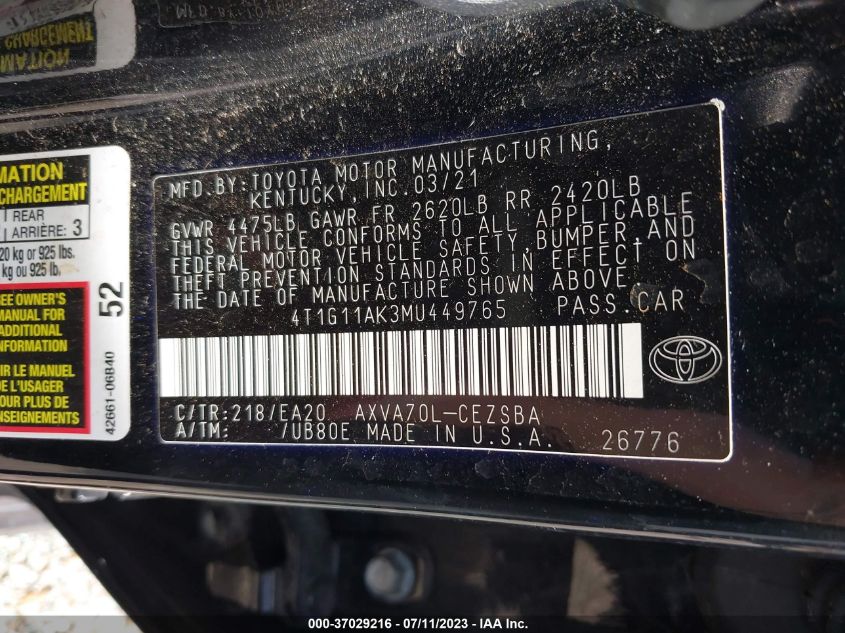 CHARGEMENT
MATION
CHARGEMENT
REAR
ARRIÈRE: 3
20 kg or 925 lbs.
kg ou 925 lb.
EE OWNER'S
MANUAL FOR
ADDITIONAL
INFORMATION
IR LE MANUEL
DE L'USAGER
52
42661-06B40
MFD.BY:TOYOTA MOTOR MANUFACTURING,
KENTUCKY,INC.03/21
GVWR 4475LB GAWR FR 2620LB RR 2420LB
THIS VEHICLE CONFORMS TO ALL APPLICABLE
FEDERAL MOTOR VEHICLE SAFETY,BUMPER,AND
THEFT PREVENTION STANDARDS IN EFFECT ON
THE DATE OF MANUFACTURE SHOWN ABOVE.
4T1G11AK3MU449765 PASS.CAR
C/TR:218/EA20 AXVA70L-CEZSBA
A/TM: /UB80E MADE IN U.S.A. 26776
000-37029216 - 07/11/2023 - IAA Inc.